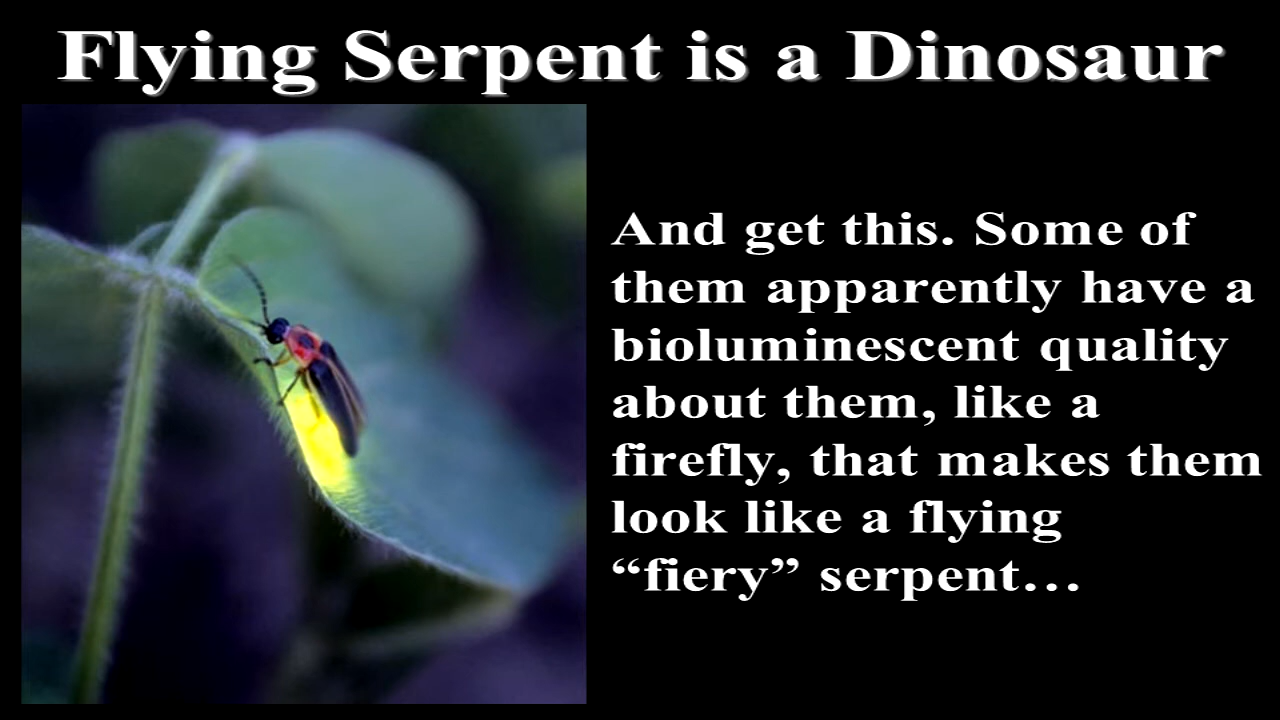 Flying Serpent is a Dinosaur
And get this. Some of
them apparently have a
bioluminescent quality
about them, like a
firefly, that makes them
look like a flying
“fiery” serpent…